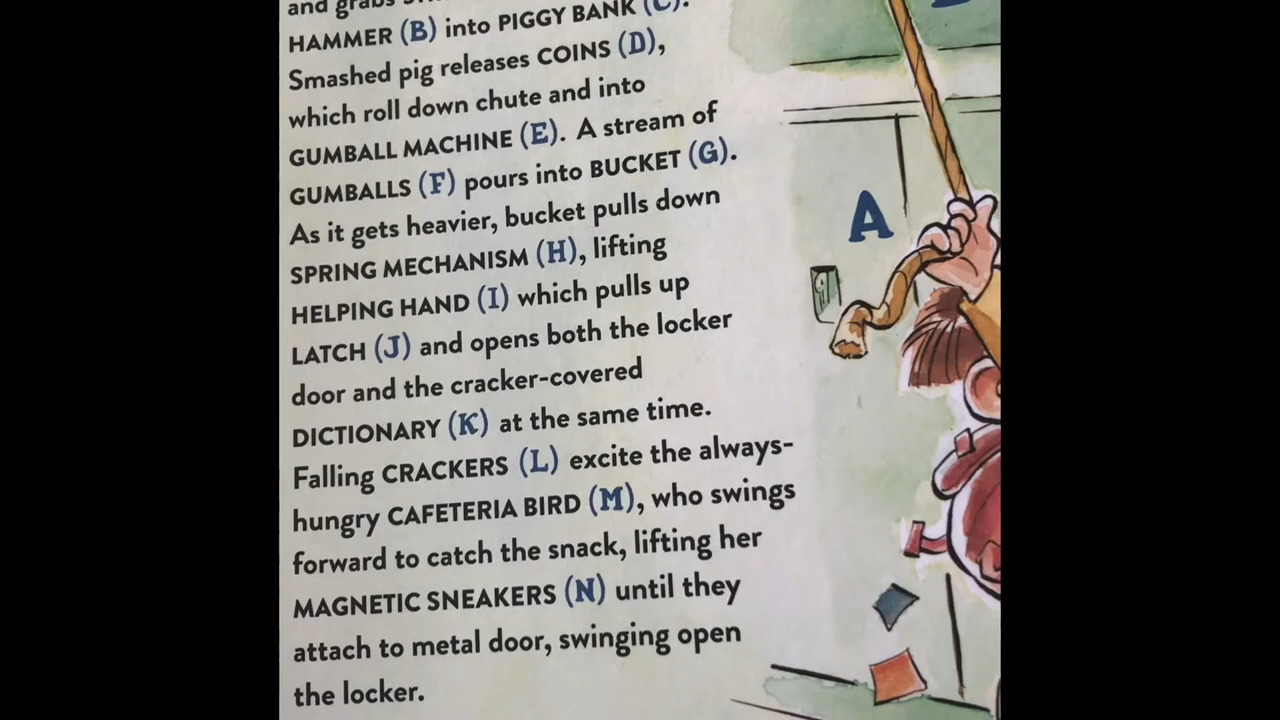 and grabs
HAMMER (B) into PIGGY BANK (C).
Smashed pig releases COINS (D),
which roll down chute and into
GUMBALL MACHINE (E). A stream of
GUMBALLS (F) pours into BUCKET (G).
As it gets heavier, bucket pulls down
SPRING MECHANISM (H), lifting
HELPING HAND (I) which pulls up
LATCH (J) and opens both the locker
door and the cracker-covered
DICTIONARY (K) at the same time.
Falling CRACKERS (L) excite the always-
hungry CAFETERIA BIRD (M), who swings
forward to catch the snack, lifting her
MAGNETIC SNEAKERS (N) until they
attach to metal door, swinging open
the locker.
A